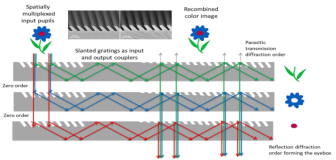 Spatially
multiplexed
input pupils
Recombined
color image
Slanted gratings as input
and output couplers
Parasitic
transmission
diffraction order
Zero order
Zero order
Reflection diffraction
order forming the eyebox